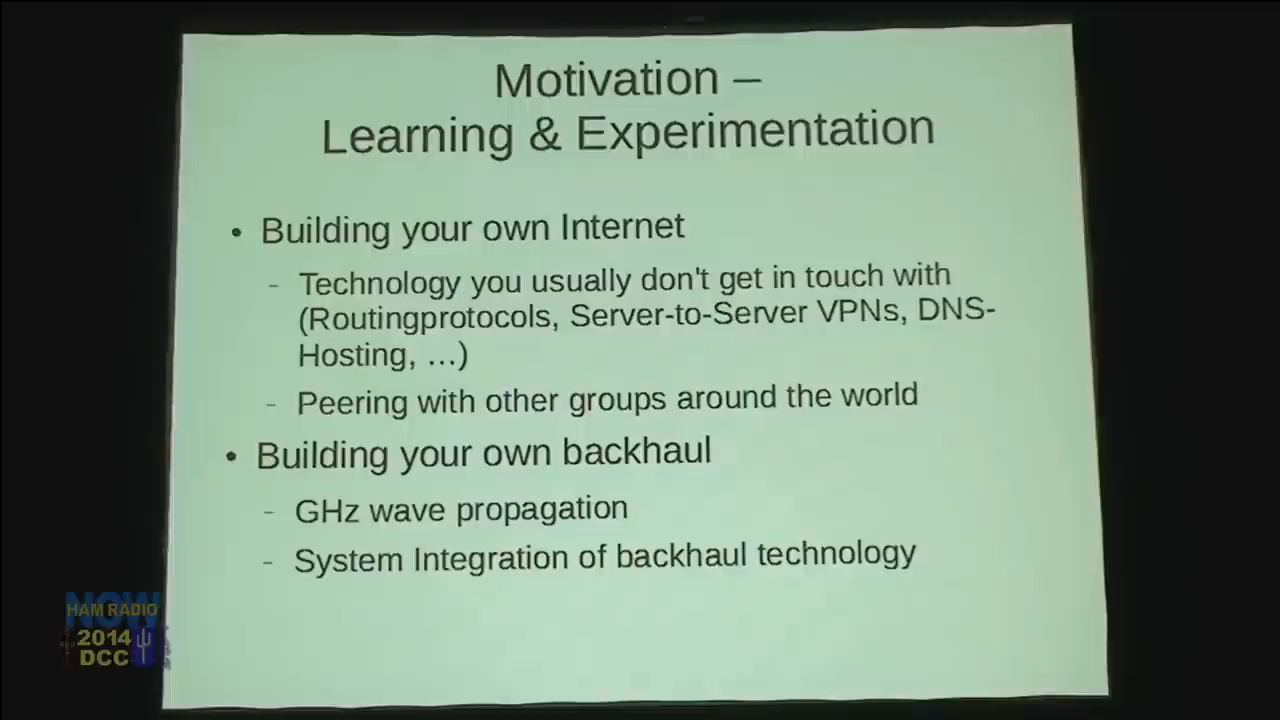 Motivation –
Learning & Experimentation
• Building your own Internet
- Technology you usually don't get in touch with
(Routingprotocols, Server-to-Server VPNs, DNS-
Hosting, …)
- Peering with other groups around the world
• Building your own backhaul
- GHz wave propagation
- System Integration of backhaul technology
NOW
HAM RADIO
2014
DCC